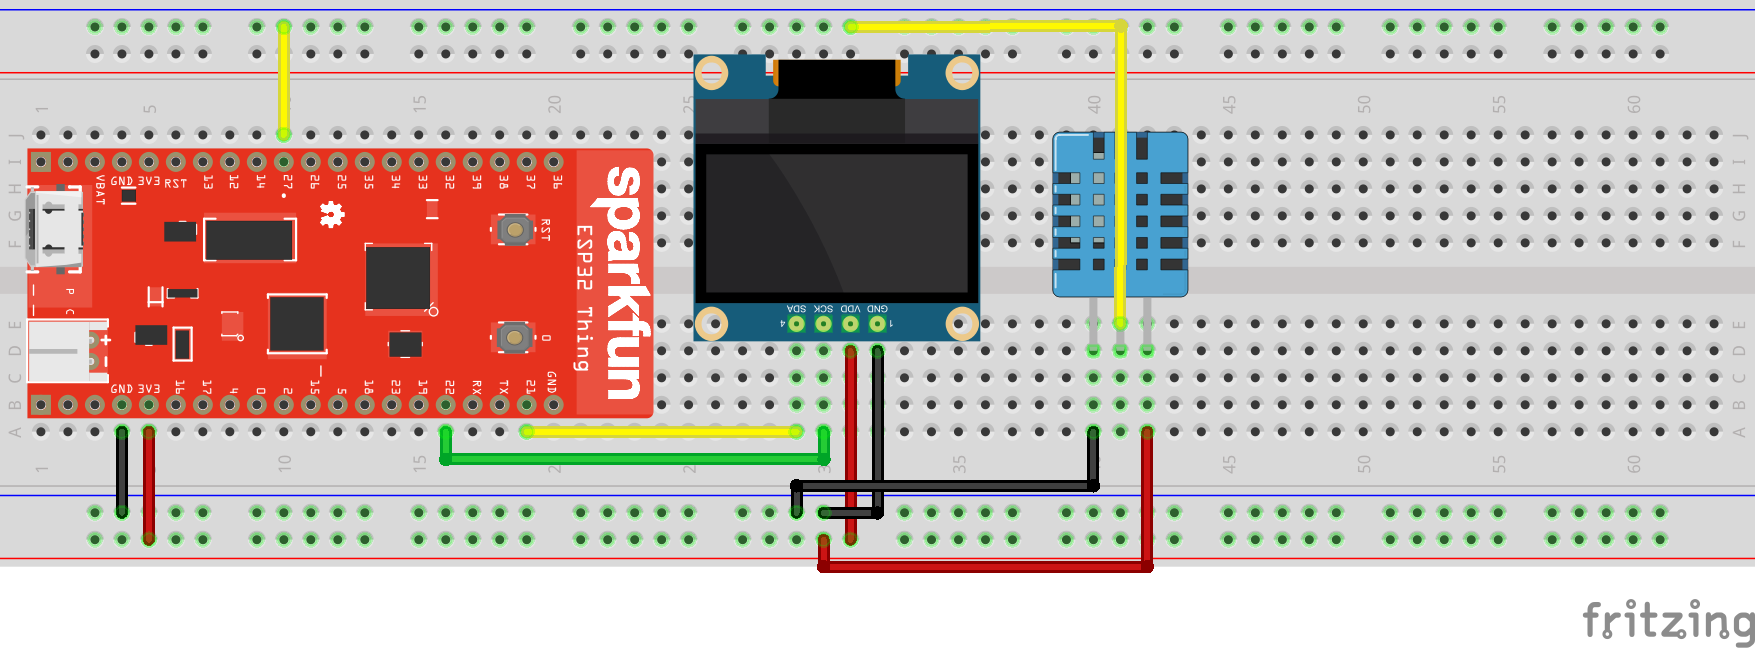 1 5 15 20 25 40 45 50 55 60
J J
I I
H H
G G
F F
E E
D D
C C
B B
A A
VBAT GND 3V3 RST 13 12 14 27 26 25 35 34 33 32 39 38 37 36
RST
0
sparkfun
ESP32 Thing
GND 3V3 16 17 4 0 2 15 5 18 23 19 22 RX TX 21 GND
SDA SCK VDD GND
4 1
1 10 15 2 2 3 35 45 50 55 60
fritzing